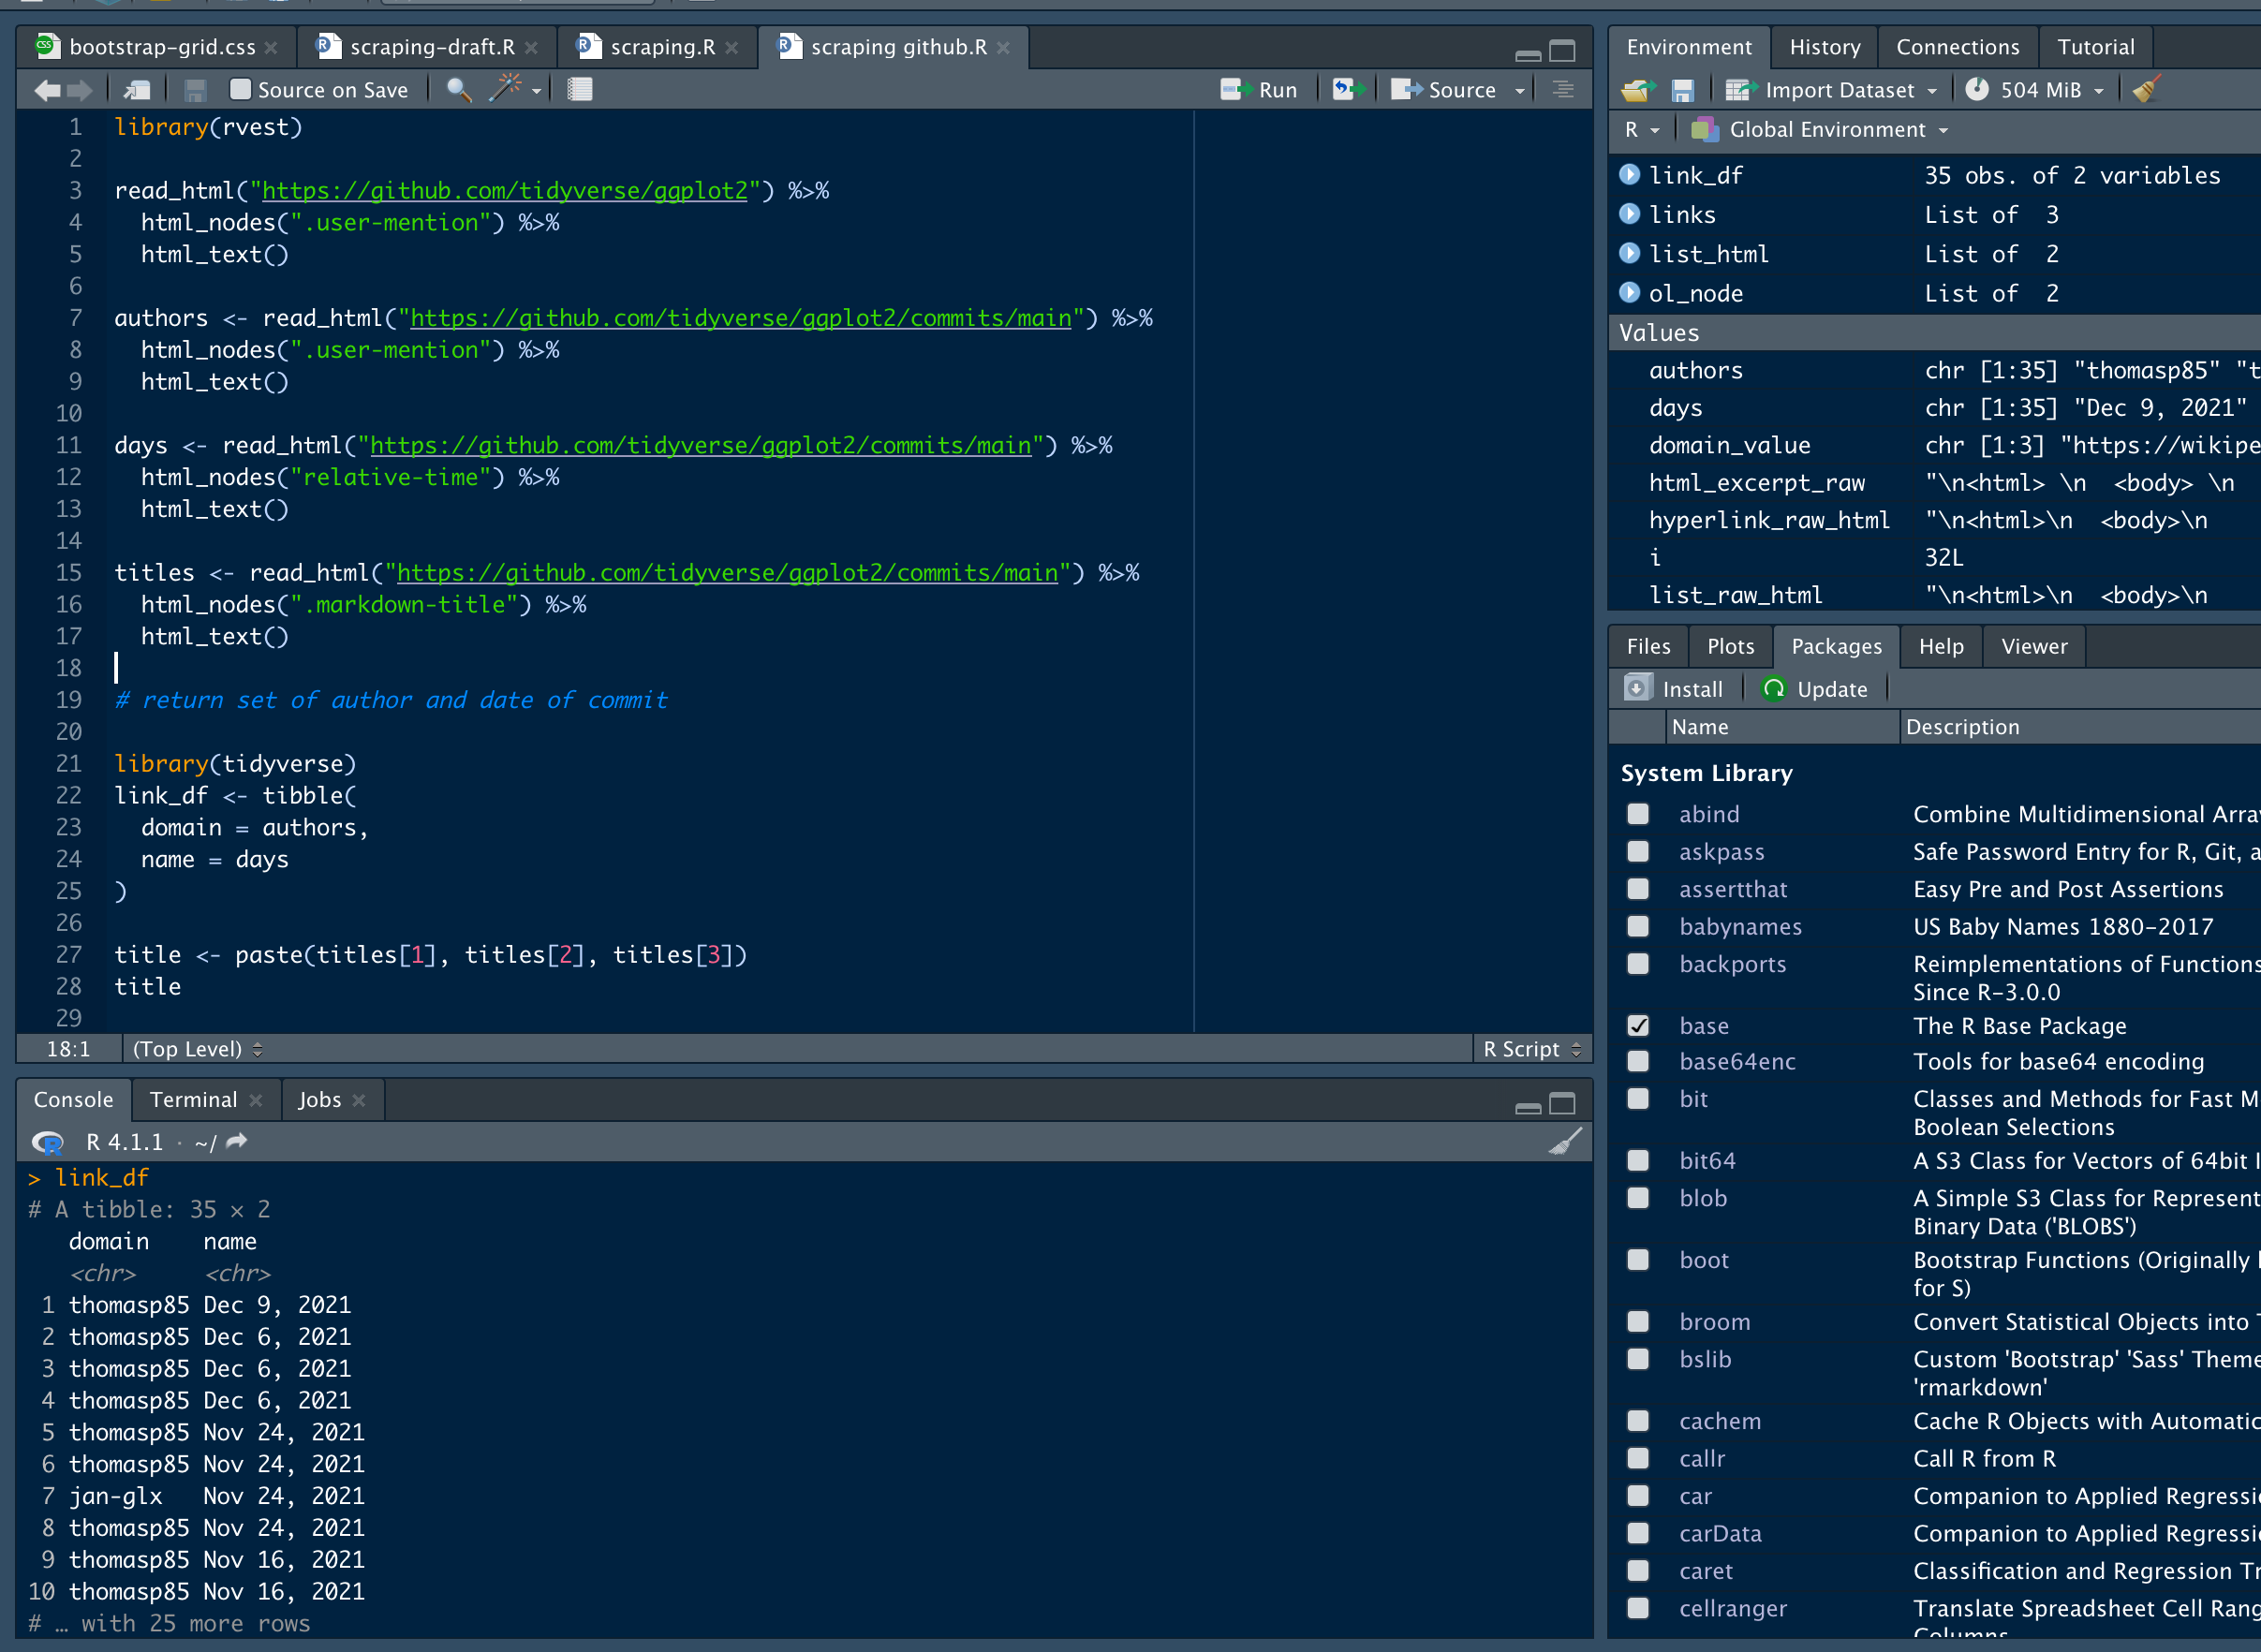 bootstrap-grid.css
scraping-draft.R
scraping.R
scraping github.R
Source on Save
Run
Source
1 library(rvest)
2
3 read_html("https://github.com/tidyverse/ggplot2") %>%
4   html_nodes(".user-mention") %>%
5   html_text()
6
7 authors <- read_html("https://github.com/tidyverse/ggplot2/commits/main") %>%
8   html_nodes(".user-mention") %>%
9   html_text()
10
11 days <- read_html("https://github.com/tidyverse/ggplot2/commits/main") %>%
12   html_nodes("relative-time") %>%
13   html_text()
14
15 titles <- read_html("https://github.com/tidyverse/ggplot2/commits/main") %>%
16   html_nodes(".markdown-title") %>%
17   html_text()
18
19 # return set of author and date of commit
20
21 library(tidyverse)
22 link_df <- tibble(
23   domain = authors,
24   name = days
25 )
26
27 title <- paste(titles[1], titles[2], titles[3])
28 title
29
18:1 (Top Level) R Script
Console Terminal Jobs
R 4.1.1 · ~/
> link_df
# A tibble: 35 × 2
   domain    name
   <chr>     <chr>
 1 thomasp85 Dec 9, 2021
 2 thomasp85 Dec 6, 2021
 3 thomasp85 Dec 6, 2021
 4 thomasp85 Dec 6, 2021
 5 thomasp85 Nov 24, 2021
 6 thomasp85 Nov 24, 2021
 7 jan-glx   Nov 24, 2021
 8 thomasp85 Nov 24, 2021
 9 thomasp85 Nov 16, 2021
10 thomasp85 Nov 16, 2021
# … with 25 more rows
Environment History Connections Tutorial
Import Dataset 504 MiB
R Global Environment
link_df 35 obs. of 2 variables
links List of 3
list_html List of 2
ol_node List of 2
Values
authors chr [1:35] "thomasp85" "t
days chr [1:35] "Dec 9, 2021"
domain_value chr [1:3] "https://wikipe
html_excerpt_raw "\n<html> \n  <body> \n
hyperlink_raw_html "\n<html>\n  <body>\n
i 32L
list_raw_html "\n<html>\n  <body>\n
Files Plots Packages Help Viewer
Install Update
Name Description
System Library
abind Combine Multidimensional Array
askpass Safe Password Entry for R, Git, a
assertthat Easy Pre and Post Assertions
babynames US Baby Names 1880-2017
backports Reimplementations of Functions
Since R-3.0.0
base The R Base Package
base64enc Tools for base64 encoding
bit Classes and Methods for Fast M
Boolean Selections
bit64 A S3 Class for Vectors of 64bit I
blob A Simple S3 Class for Represent
Binary Data ('BLOBS')
boot Bootstrap Functions (Originally
for S)
broom Convert Statistical Objects into T
bslib Custom 'Bootstrap' 'Sass' Theme
'rmarkdown'
cachem Cache R Objects with Automatic
callr Call R from R
car Companion to Applied Regressi
carData Companion to Applied Regressi
caret Classification and Regression Tr
cellranger Translate Spreadsheet Cell Rang
Columns